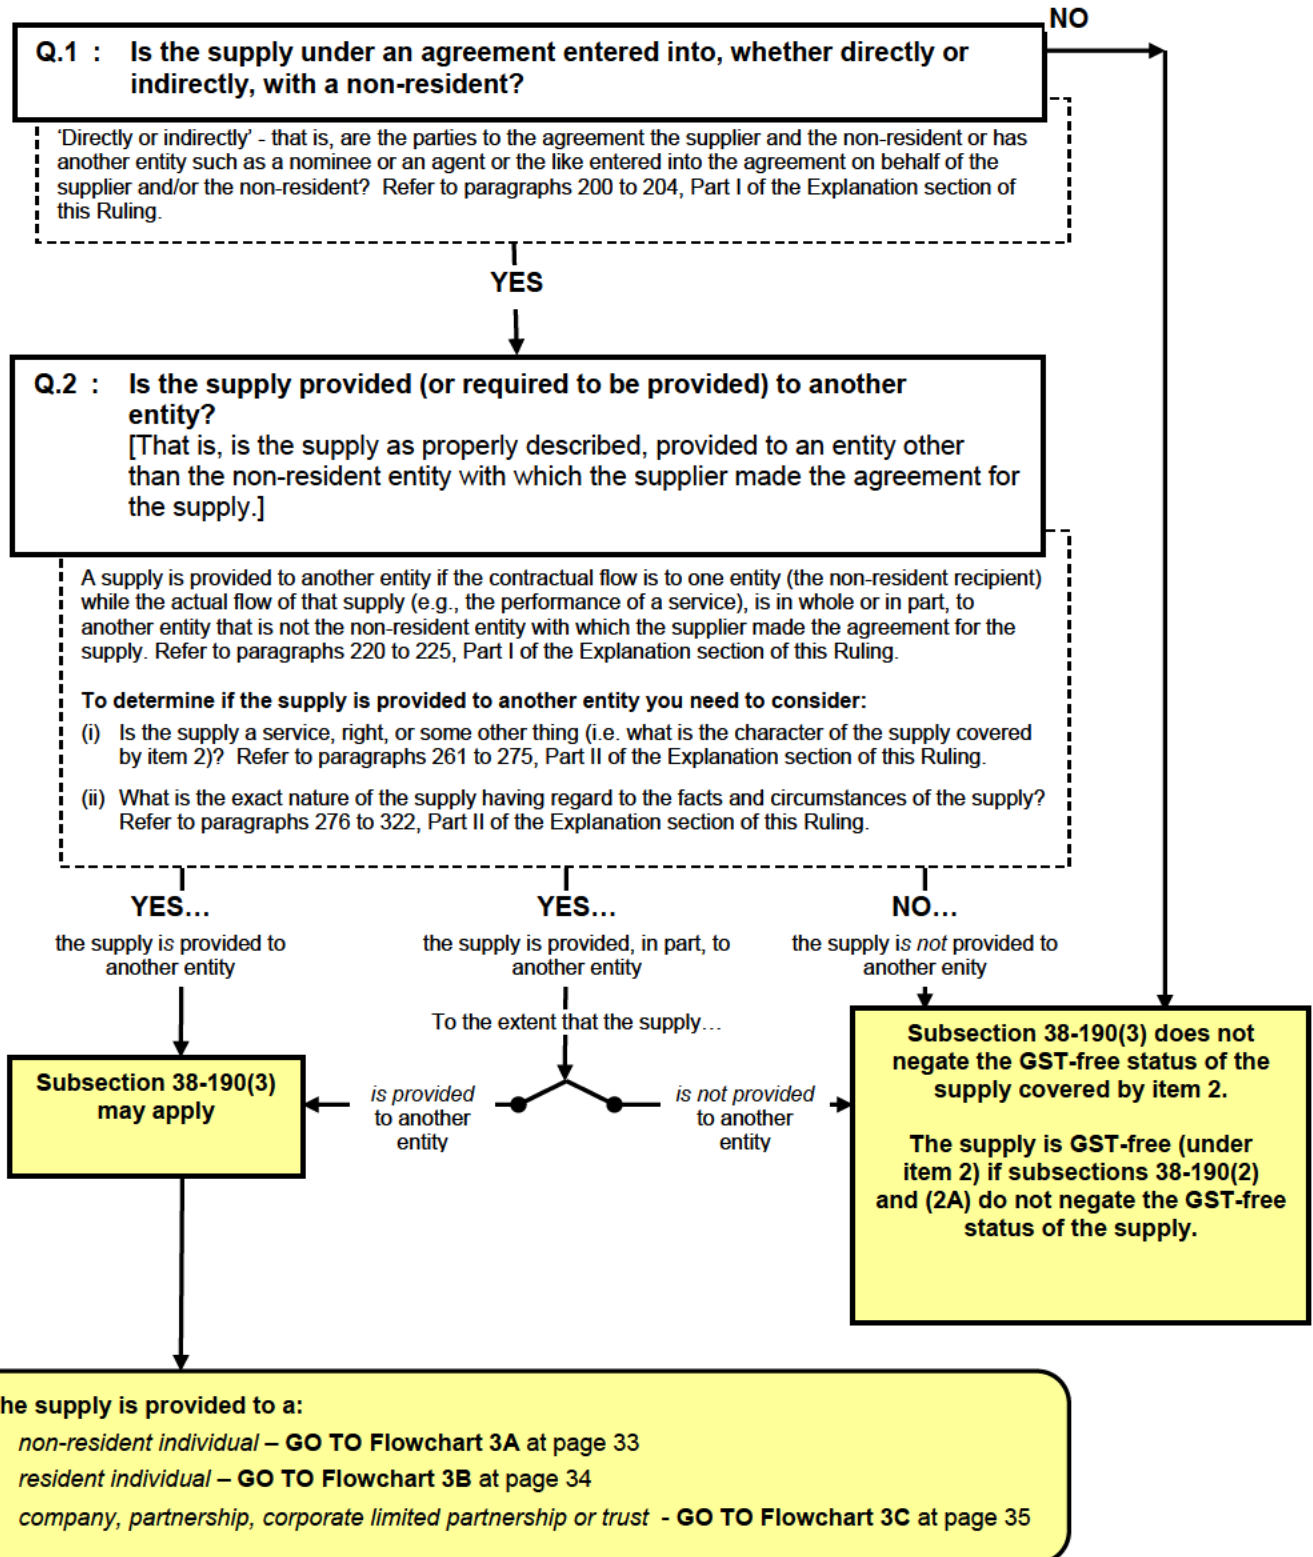 NO
Q.1 : Is the supply under an agreement entered into, whether directly or
indirectly, with a non-resident?
'Directly or indirectly' - that is, are the parties to the agreement the supplier and the non-resident or has
another entity such as a nominee or an agent or the like entered into the agreement on behalf of the
supplier and/or the non-resident? Refer to paragraphs 200 to 204, Part I of the Explanation section of
this Ruling.
YES
Q.2 : Is the supply provided (or required to be provided) to another
entity?
[That is, is the supply as properly described, provided to an entity other
than the non-resident entity with which the supplier made the agreement for
the supply.]
A supply is provided to another entity if the contractual flow is to one entity (the non-resident recipient)
while the actual flow of that supply (e.g., the performance of a service), is in whole or in part, to
another entity that is not the non-resident entity with which the supplier made the agreement for the
supply. Refer to paragraphs 220 to 225, Part I of the Explanation section of this Ruling.
To determine if the supply is provided to another entity you need to consider:
(i) Is the supply a service, right, or some other thing (i.e. what is the character of the supply covered
by item 2)? Refer to paragraphs 261 to 275, Part II of the Explanation section of this Ruling.
(ii) What is the exact nature of the supply having regard to the facts and circumstances of the supply?
Refer to paragraphs 276 to 322, Part II of the Explanation section of this Ruling.
YES...
the supply is provided to
another entity
YES...
the supply is provided, in part, to
another entity
NO...
the supply is not provided to
another enity
To the extent that the supply...
Subsection 38-190(3)
may apply
is provided
to another
entity
is not provided
to another
entity
Subsection 38-190(3) does not
negate the GST-free status of the
supply covered by item 2.
The supply is GST-free (under
item 2) if subsections 38-190(2)
and (2A) do not negate the GST-free
status of the supply.
he supply is provided to a:
non-resident individual – GO TO Flowchart 3A at page 33
resident individual – GO TO Flowchart 3B at page 34
company, partnership, corporate limited partnership or trust - GO TO Flowchart 3C at page 35